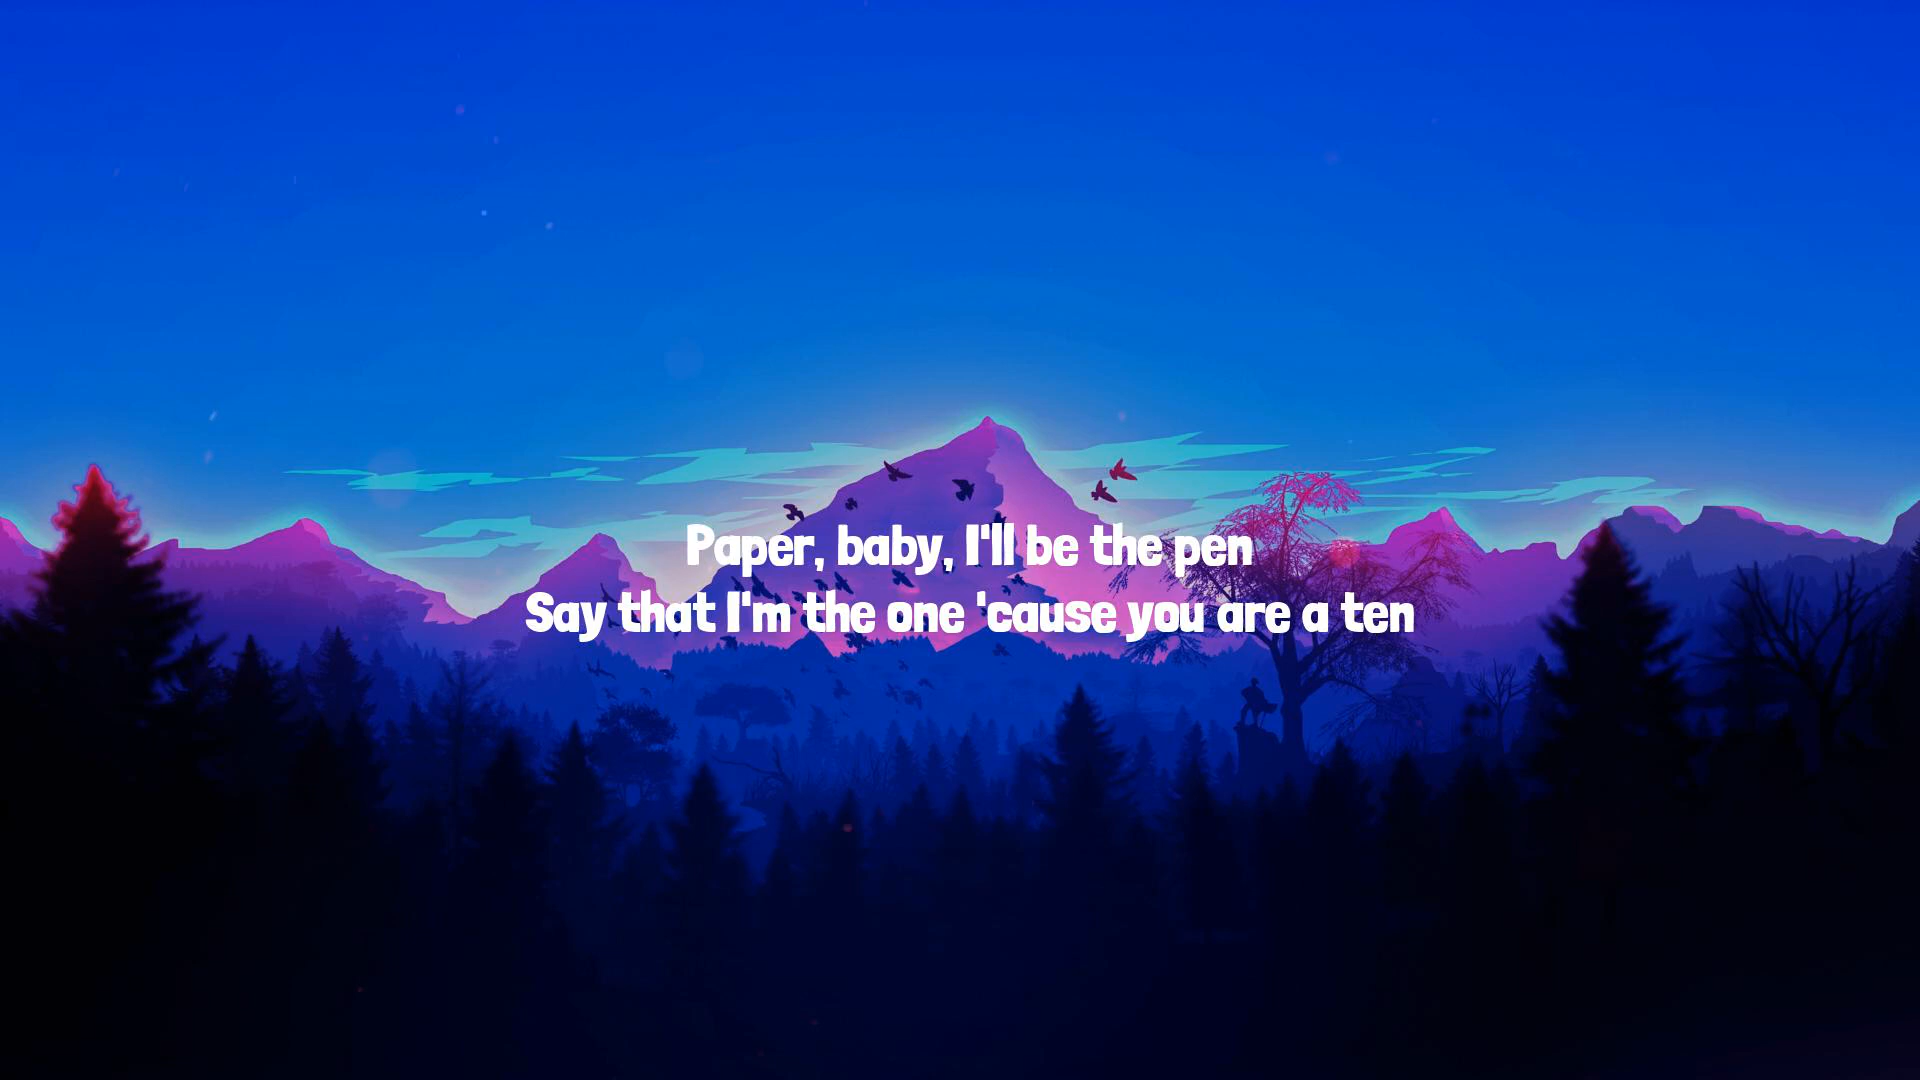 Paper, baby, I'll be the pen
Say that I'm the one 'cause you are a ten